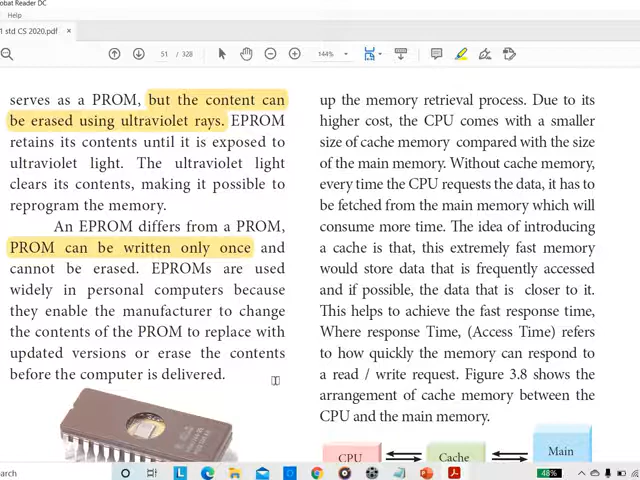 robat Reader DC
Help
1 std CS 2020.pdf
×
51 / 328
144%
serves as a PROM, but the content can
be erased using ultraviolet rays. EPROM
retains its contents until it is exposed to
ultraviolet light. The ultraviolet light
clears its contents, making it possible to
reprogram the memory.
An EPROM differs from a PROM,
PROM can be written only once and
cannot be erased. EPROMs are used
widely in personal computers because
they enable the manufacturer to change
the contents of the PROM to replace with
updated versions or erase the contents
before the computer is delivered.
up the memory retrieval process. Due to its
higher cost, the CPU comes with a smaller
size of cache memory compared with the size
of the main memory. Without cache memory,
every time the CPU requests the data, it has to
be fetched from the main memory which will
consume more time. The idea of introducing
a cache is that, this extremely fast memory
would store data that is frequently accessed
and if possible, the data that is closer to it.
This helps to achieve the fast response time,
Where response Time, (Access Time) refers
to how quickly the memory can respond to
a read / write request. Figure 3.8 shows the
arrangement of cache memory between the
CPU and the main memory.
CPU
Cache
Main
earch
48%